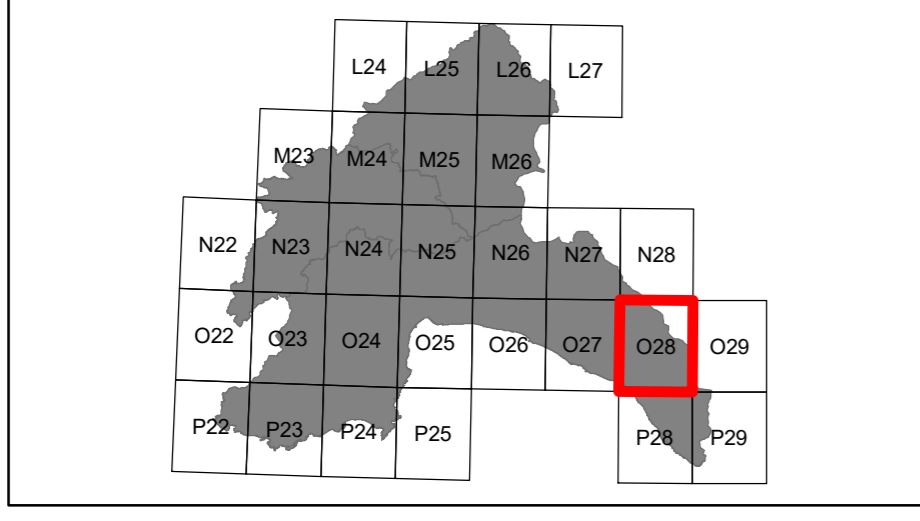 L24 L25 L26 L27
M23 M24 M25 M26
N22 N23 N24 N25 N26 N27 N28
O22 O23 O24 O25 O26 O27 O28 O29
P22 P23 P24 P25 P28 P29